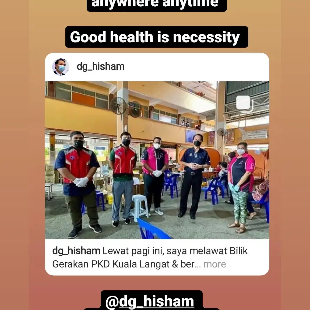 anywhere anytime
Good health is necessity
dg_hisham
dg_hisham Lewat pagi ini, saya melawat Bilik
Gerakan PKD Kuala Langat & ber... more
@dg_hisham